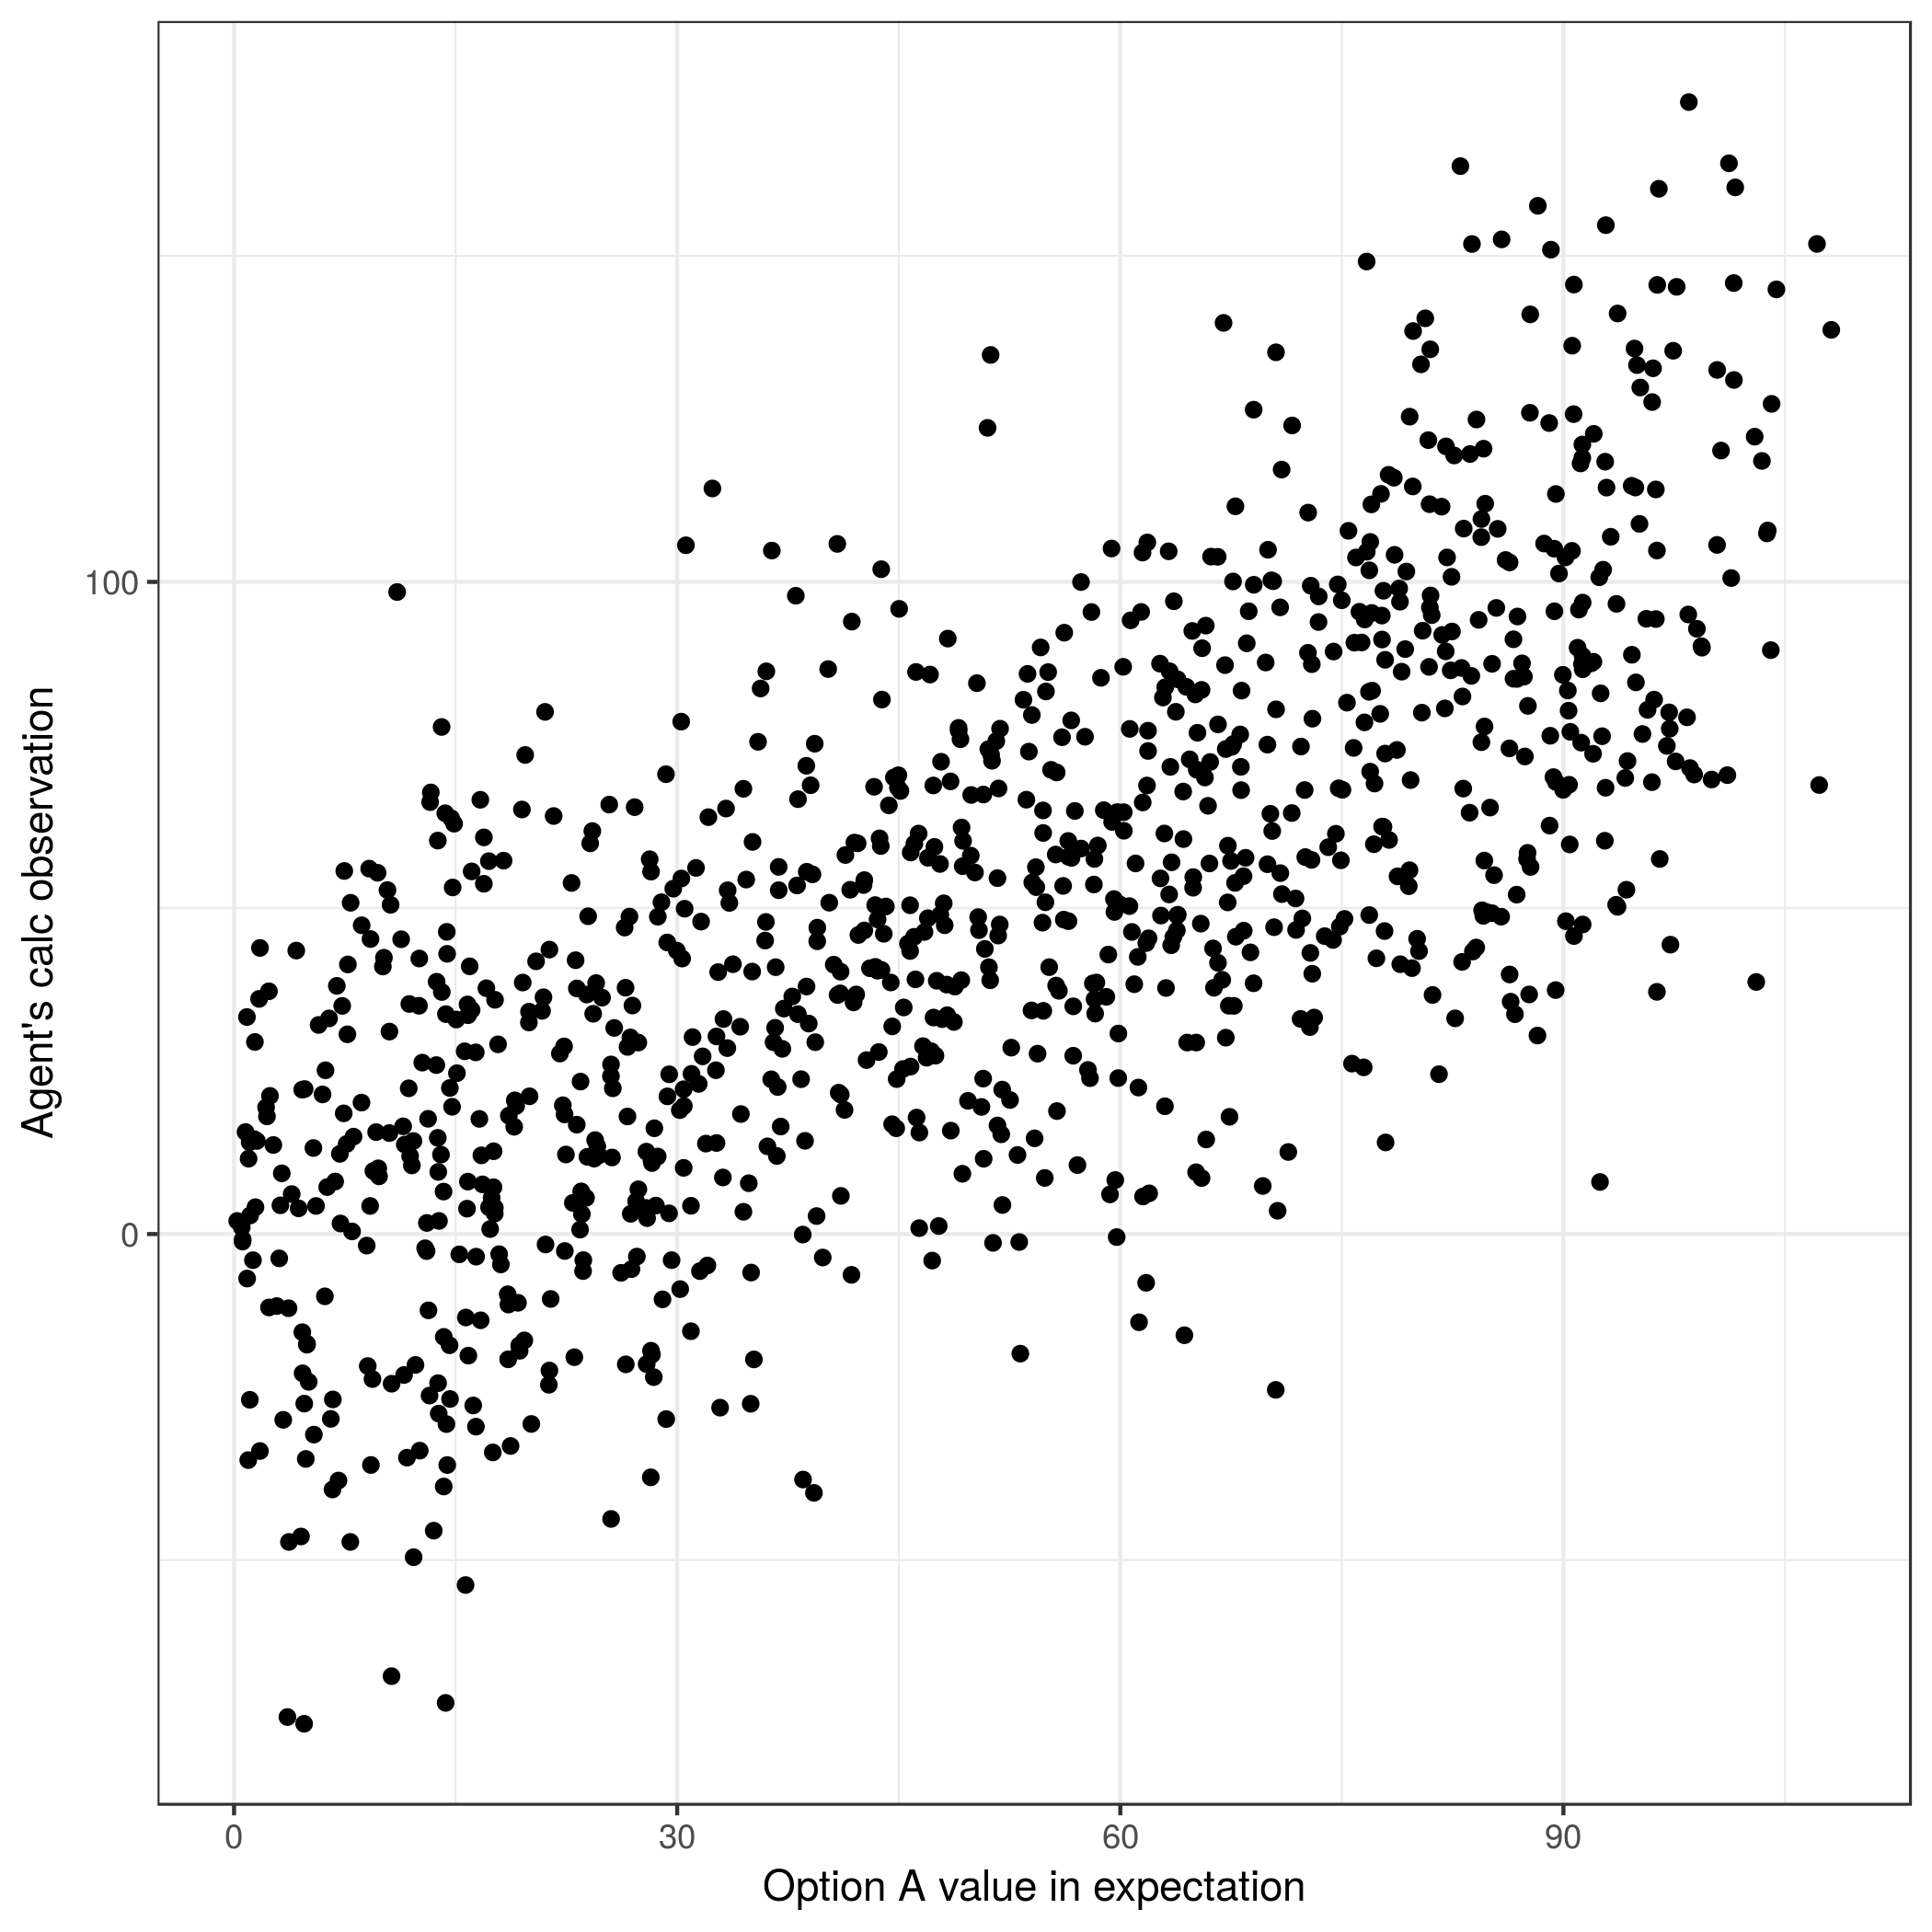 Agent's calc observation
100
0
0 30 60 90
Option A value in expectation